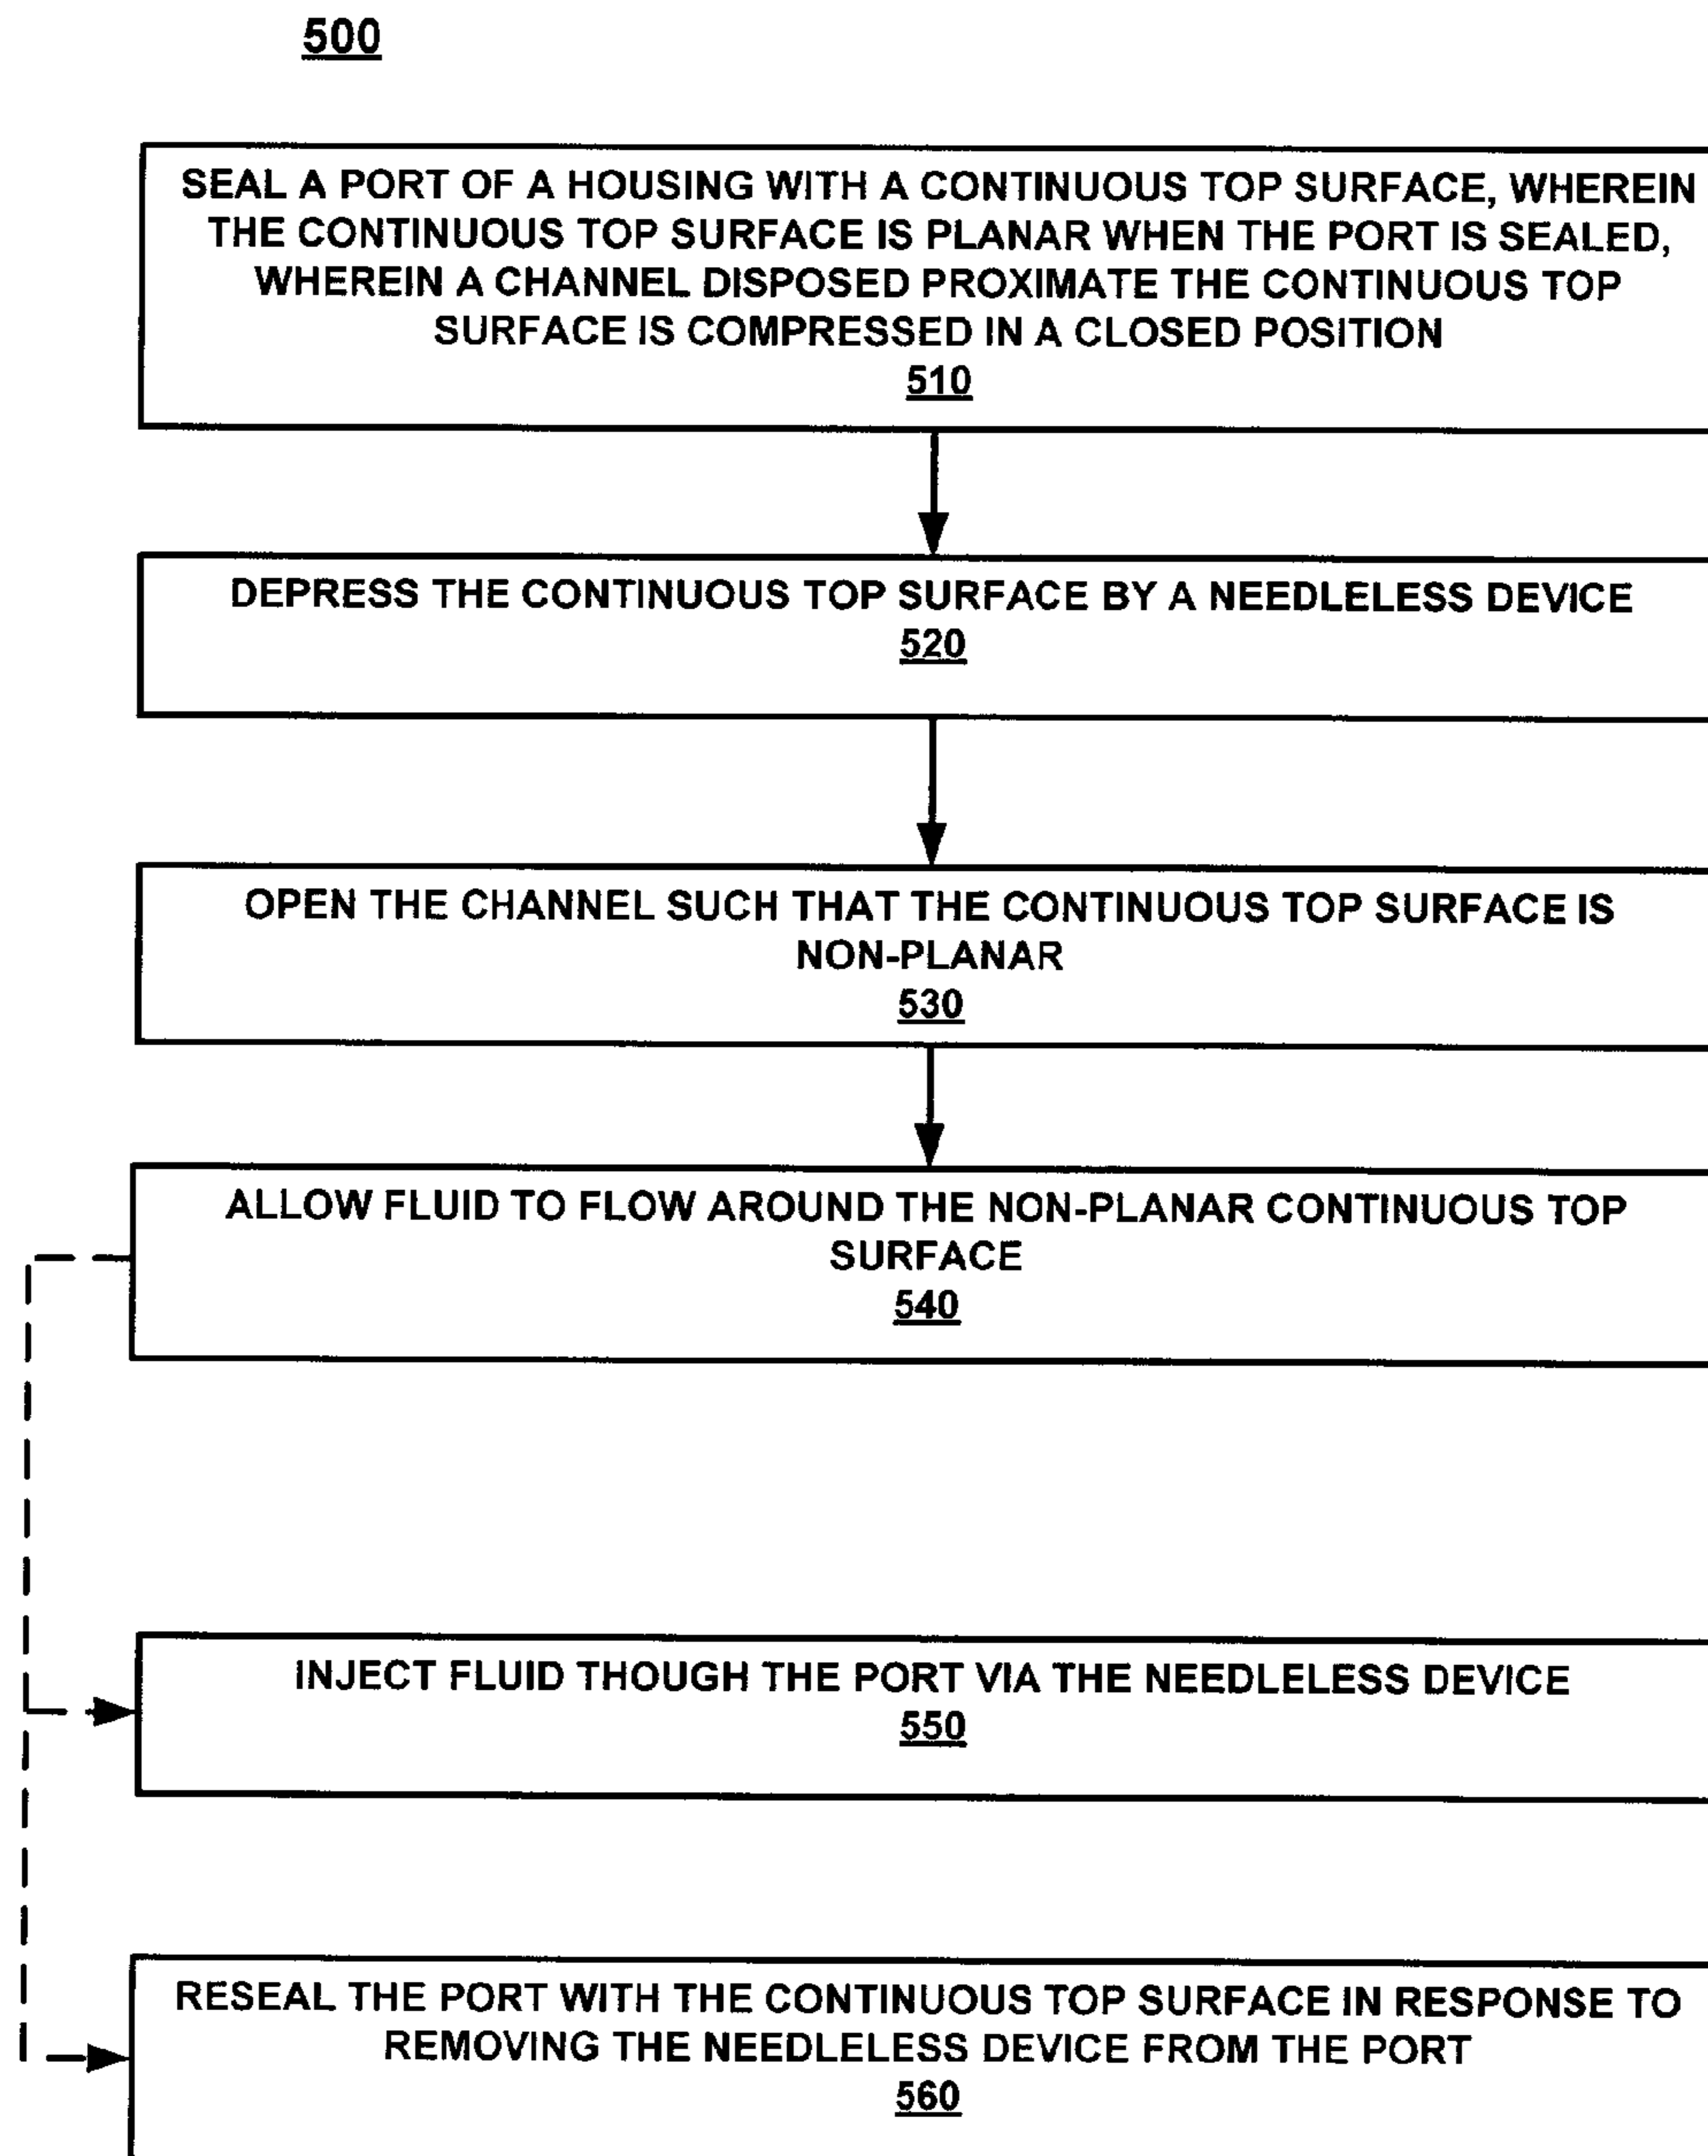 500
SEAL A PORT OF A HOUSING WITH A CONTINUOUS TOP SURFACE, WHEREIN
THE CONTINUOUS TOP SURFACE IS PLANAR WHEN THE PORT IS SEALED,
WHEREIN A CHANNEL DISPOSED PROXIMATE THE CONTINUOUS TOP
SURFACE IS COMPRESSED IN A CLOSED POSITION
510
DEPRESS THE CONTINUOUS TOP SURFACE BY A NEEDLELESS DEVICE
520
OPEN THE CHANNEL SUCH THAT THE CONTINUOUS TOP SURFACE IS
NON-PLANAR
530
ALLOW FLUID TO FLOW AROUND THE NON-PLANAR CONTINUOUS TOP
SURFACE
540
INJECT FLUID THOUGH THE PORT VIA THE NEEDLELESS DEVICE
550
RESEAL THE PORT WITH THE CONTINUOUS TOP SURFACE IN RESPONSE TO
REMOVING THE NEEDLELESS DEVICE FROM THE PORT
560